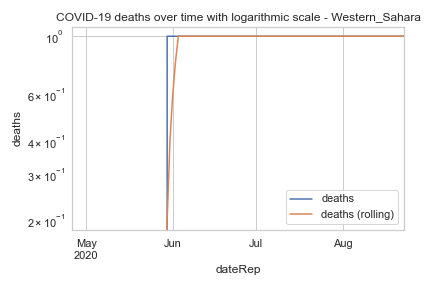 COVID-19 deaths over time with logarithmic scale - Western_Sahara
10⁰
6 × 10⁻¹
4 × 10⁻¹
3 × 10⁻¹
2 × 10⁻¹
deaths
deaths
deaths (rolling)
May
2020
Jun
Jul
Aug
dateRep